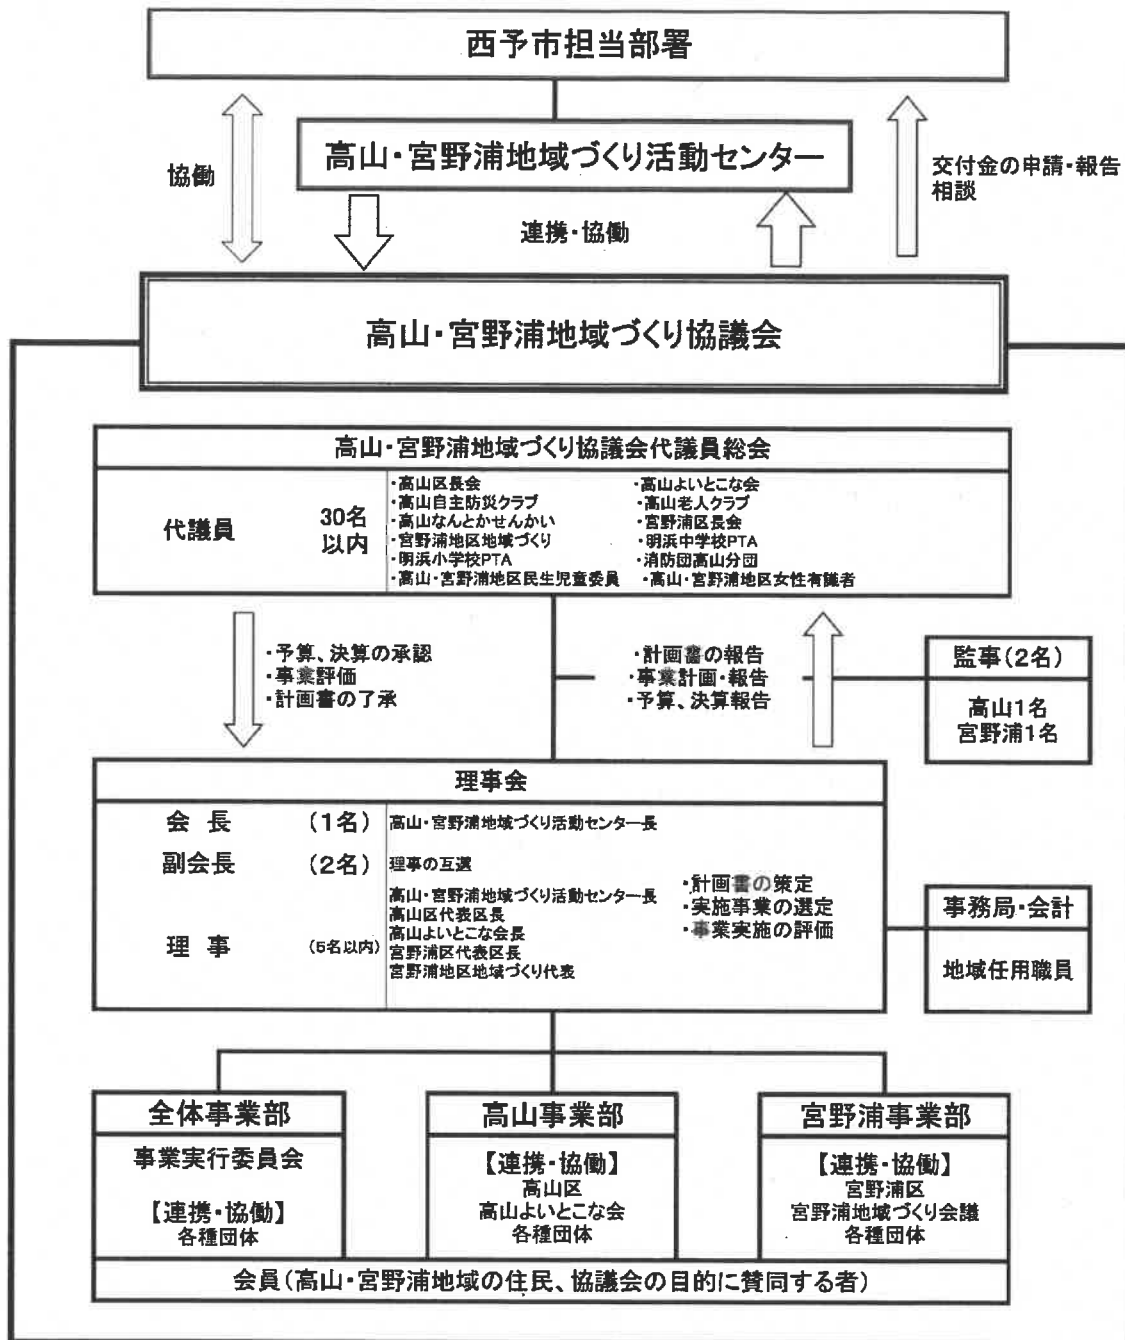 西予市担当部署
高山・宮野浦地域づくり活動センター
協働
連携・協働
交付金の申請・報告
相談
高山・宮野浦地域づくり協議会
高山・宮野浦地域づくり協議会代議員総会
代議員
30名
以内
・高山区長会
・高山自主防災クラブ
・高山なんとかせんかい
・宮野浦地区地域づくり
・明浜小学校PTA
・高山・宮野浦地区民生児童委員
・高山よいとこな会
・高山老人クラブ
・宮野浦区長会
・明浜中学校PTA
・消防団高山分団
・高山・宮野浦地区女性有識者
・予算、決算の承認
・事業評価
・計画書の了承
・計画書の報告
・事業計画・報告
・予算、決算報告
監事(2名)
高山1名
宮野浦1名
理事会
会 長 (1名) 高山・宮野浦地域づくり活動センター長
副会長 (2名) 理事の互選
理 事 (5名以内)
高山・宮野浦地域づくり活動センター長
高山区代表区長
高山よいとこな会長
宮野浦区代表区長
宮野浦地区地域づくり代表
・計画書の策定
・実施事業の選定
・事業実施の評価
事務局・会計
地域任用職員
全体事業部
事業実行委員会
【連携・協働】
各種団体
高山事業部
【連携・協働】
高山区
高山よいとこな会
各種団体
宮野浦事業部
【連携・協働】
宮野浦区
宮野浦地域づくり会議
各種団体
会員(高山・宮野浦地域の住民、協議会の目的に賛同する者)